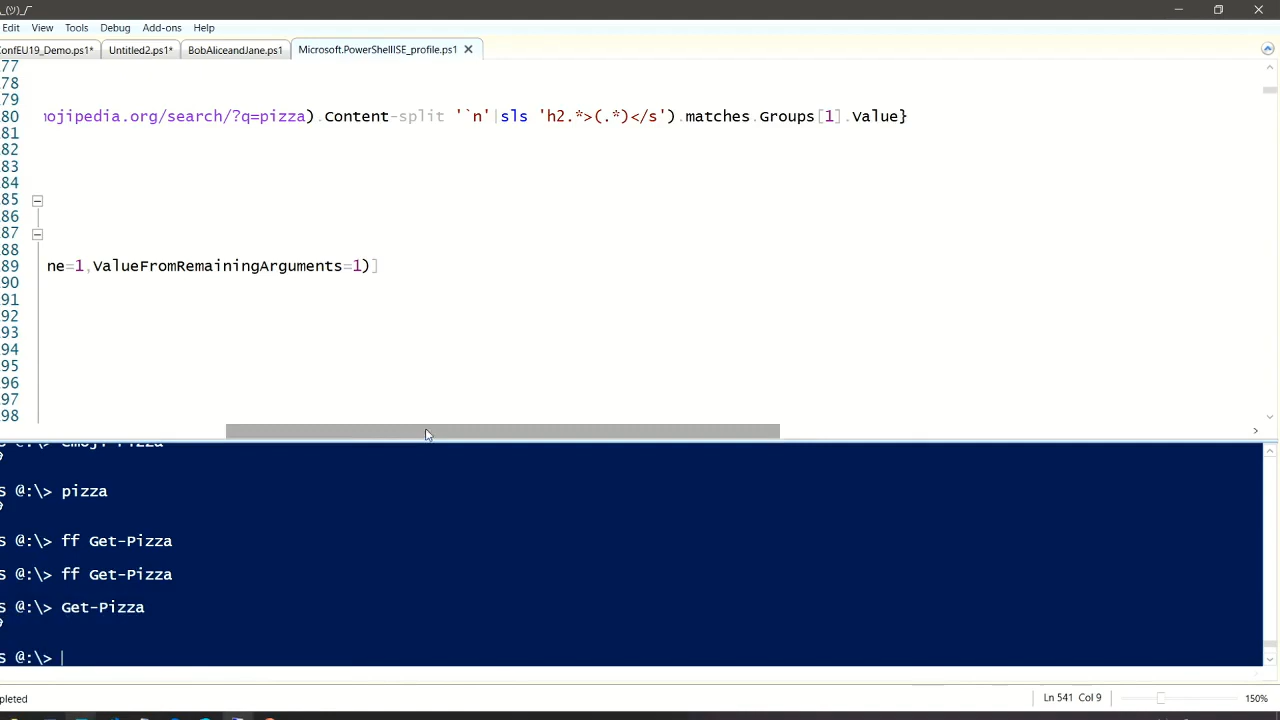 _(ツ)_/
Edit View Tools Debug Add-ons Help
onfEU19_Demo.ps1* Untitled2.ps1* BobAliceandJane.ps1 Microsoft.PowerShellISE_profile.ps1
77
78
79
80 ojipedia.org/search/?q=pizza).Content-split '`n'|sls 'h2.*>(.*)</s').matches.Groups[1].Value}
81
82
83
84
85
86
87
88
89 ne=1,ValueFromRemainingArguments=1)]
90
91
92
93
94
95
96
97
98
S @:\> pizza
S @:\> ff Get-Pizza
S @:\> ff Get-Pizza
S @:\> Get-Pizza
S @:\>
pleted Ln 541 Col 9 150%